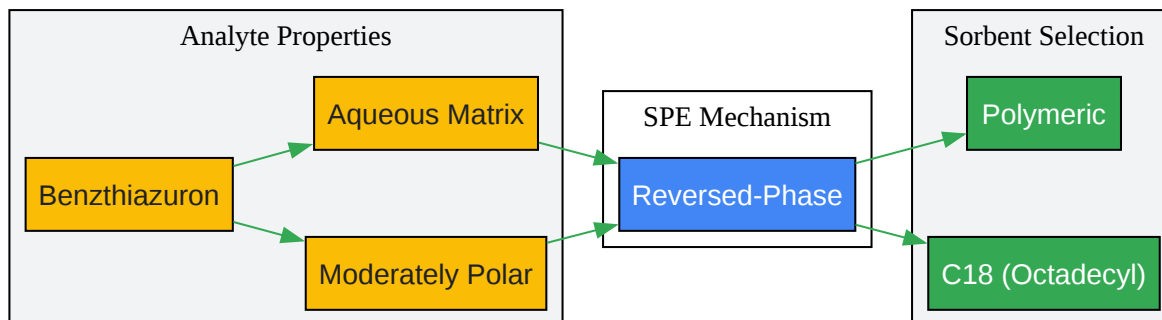 Analyte Properties
Benzthiazuron
Aqueous Matrix
Moderately Polar
SPE Mechanism
Reversed-Phase
Sorbent Selection
Polymeric
C18 (Octadecyl)